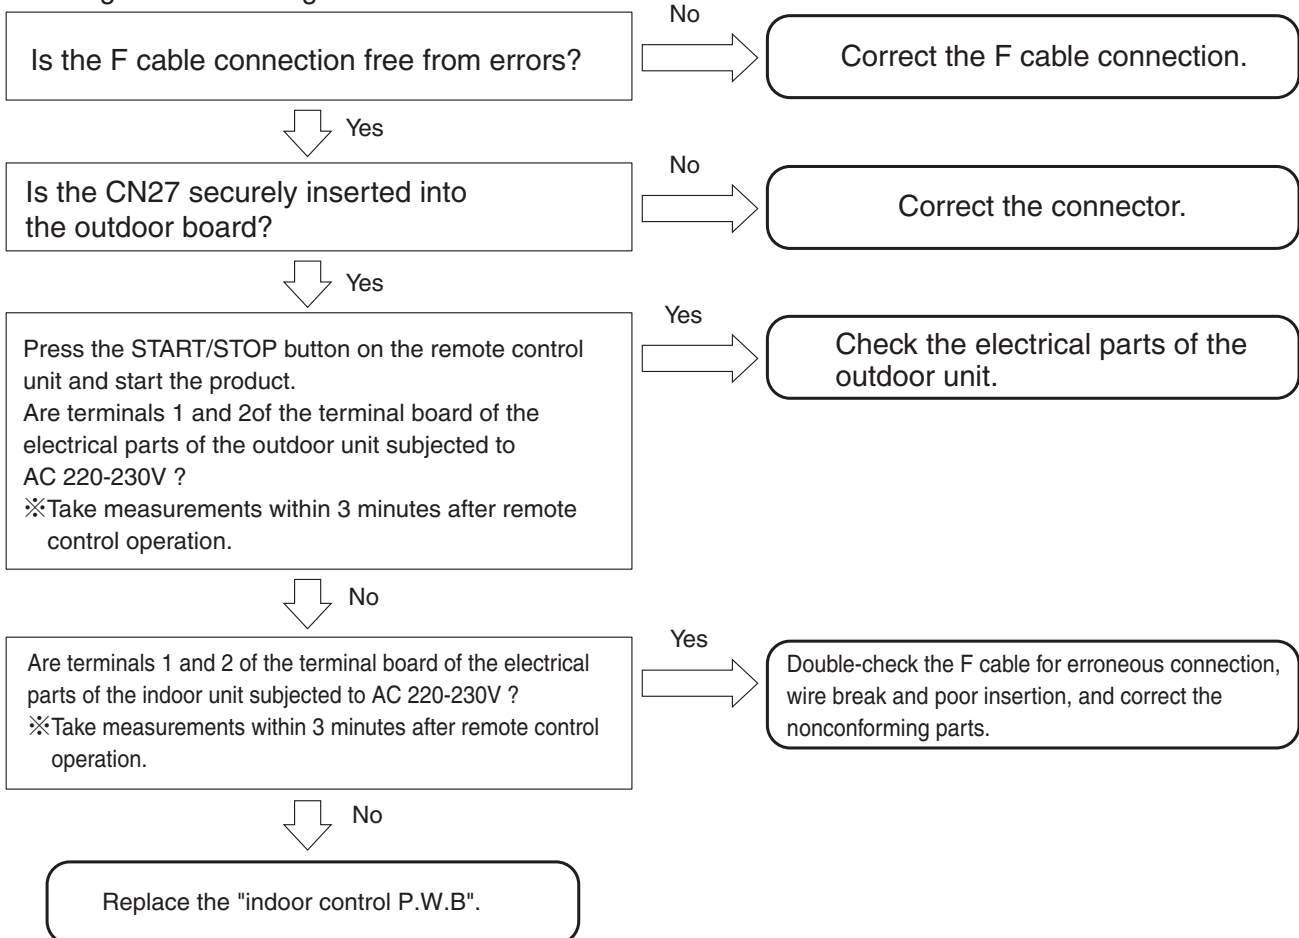 No
Is the F cable connection free from errors?
Correct the F cable connection.
Yes
No
Is the CN27 securely inserted into
the outdoor board?
Correct the connector.
Yes
Yes
Press the START/STOP button on the remote control
unit and start the product.
Are terminals 1 and 2of the terminal board of the
electrical parts of the outdoor unit subjected to
AC 220-230V ?
※Take measurements within 3 minutes after remote
control operation.
Check the electrical parts of the
outdoor unit.
No
Yes
Are terminals 1 and 2 of the terminal board of the electrical
parts of the indoor unit subjected to AC 220-230V ?
※Take measurements within 3 minutes after remote control
operation.
Double-check the F cable for erroneous connection,
wire break and poor insertion, and correct the
nonconforming parts.
No
Replace the "indoor control P.W.B".